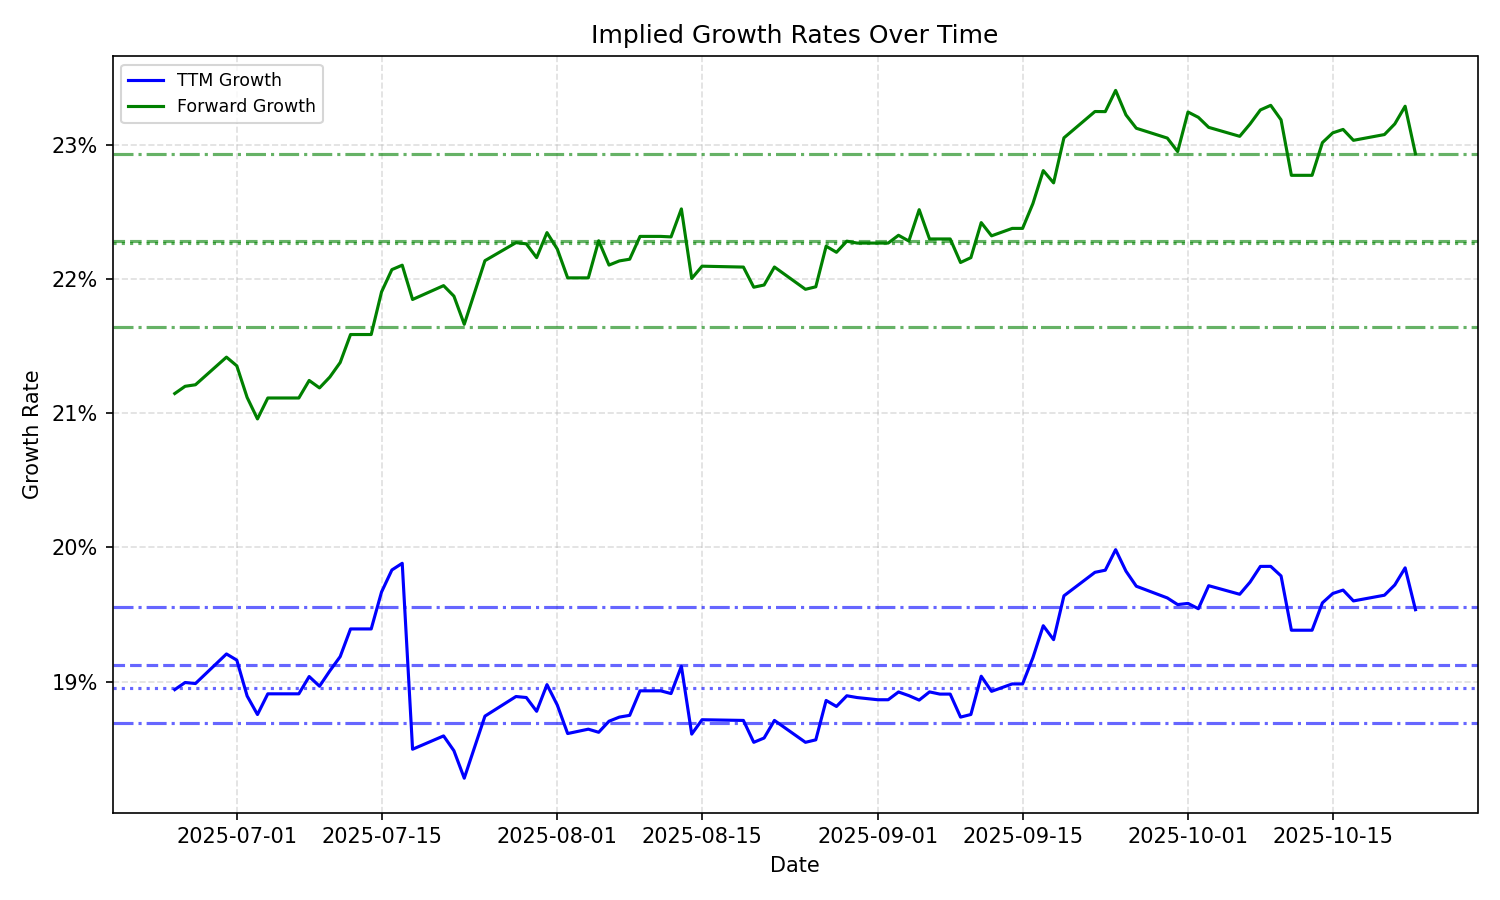 Implied Growth Rates Over Time
TTM Growth
Forward Growth
23%
22%
21%
20%
19%
Growth Rate
2025-07-01 2025-07-15 2025-08-01 2025-08-15 2025-09-01 2025-09-15 2025-10-01 2025-10-15
Date